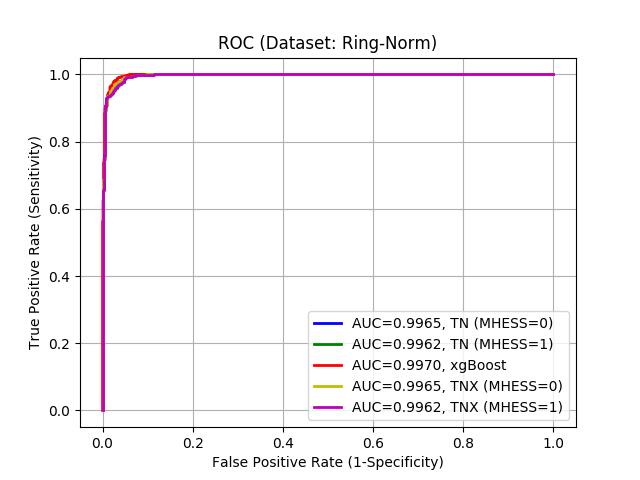 ROC (Dataset: Ring-Norm)
True Positive Rate (Sensitivity)
1.0
0.8
0.6
0.4
0.2
0.0
AUC=0.9965, TN (MHESS=0)
AUC=0.9962, TN (MHESS=1)
AUC=0.9970, xgBoost
AUC=0.9965, TNX (MHESS=0)
AUC=0.9962, TNX (MHESS=1)
0.0 0.2 0.4 0.6 0.8 1.0
False Positive Rate (1-Specificity)